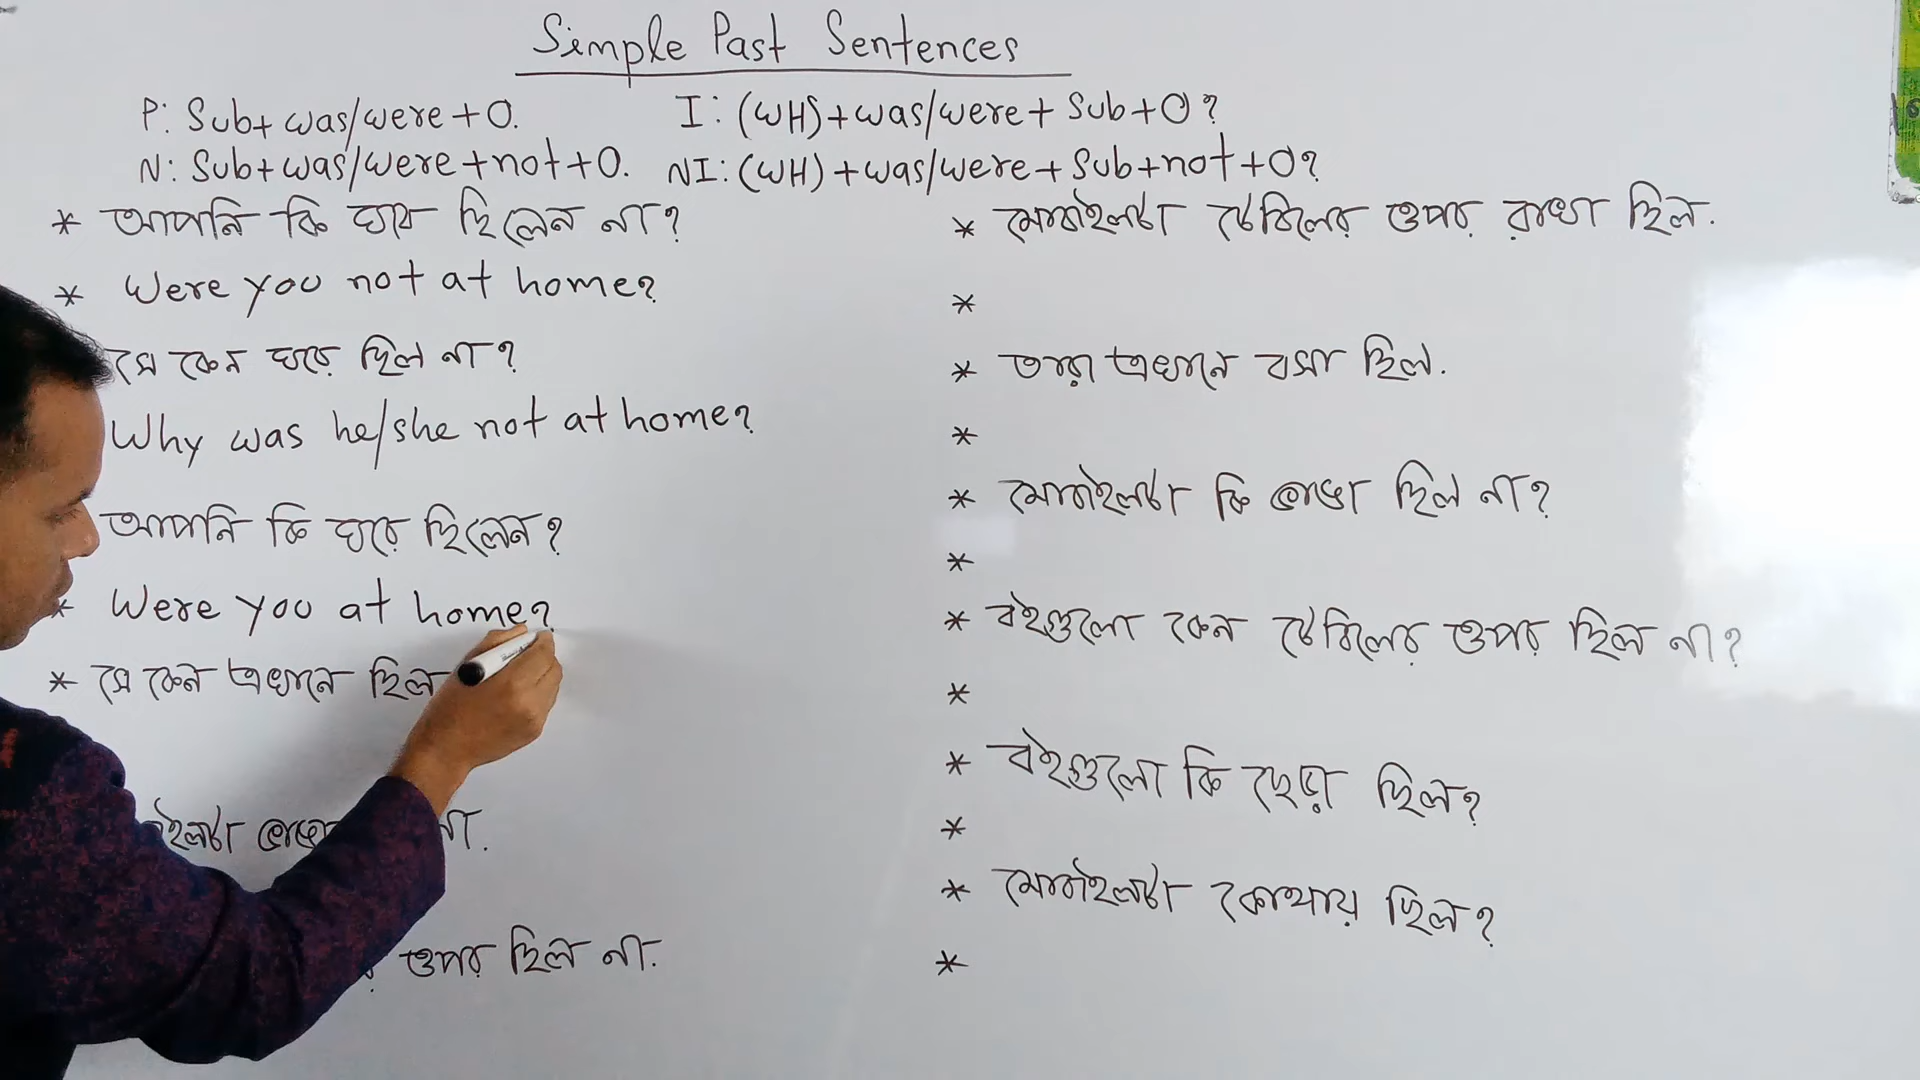 Simple Past Sentences
P: Sub+ was/were+O.
N: Sub+was/were+not+O.
I: (WH)+was/were+ Sub+O?
NI: (WH)+was/were+Sub+not+O?
* আপনি কি ঘরে ছিলেন না?
* Were you not at home?
সে কেন ঘরে ছিল না?
Why was he/she not at home?
আপনি কি ঘরে ছিলেন?
* Were you at home?
* সে কেন এখানে ছিল
না.
ওপর ছিল না.
* মোবাইলটা টেবিলের ওপর রাখা ছিল.
*
* তারা এখানে বসা ছিল.
*
* মোবাইলটা কি ভাঙা ছিল না?
*
* বইগুলো কেন টেবিলের ওপর ছিল না?
*
* বইগুলো কি ছেড়া ছিল?
*
* মোবাইলটা কোথায় ছিল?
*